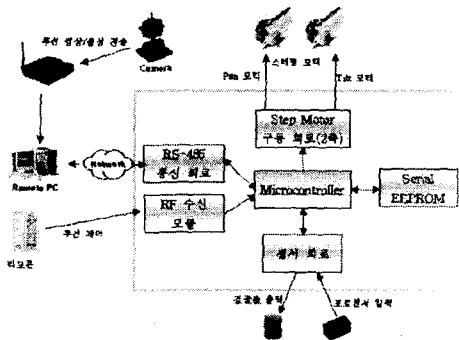 무선 영상/음성 전송
Camera
스테핑 모터
Pan 모터
Tilt 모터
Step Motor
구동 회로(2축)
Network
RS-485
통신 회로
Microcontroller
Serial
EEPROM
Remote PC
RF 수신
모듈
무선 제어
리모콘
센서 회로
포토센서 입력